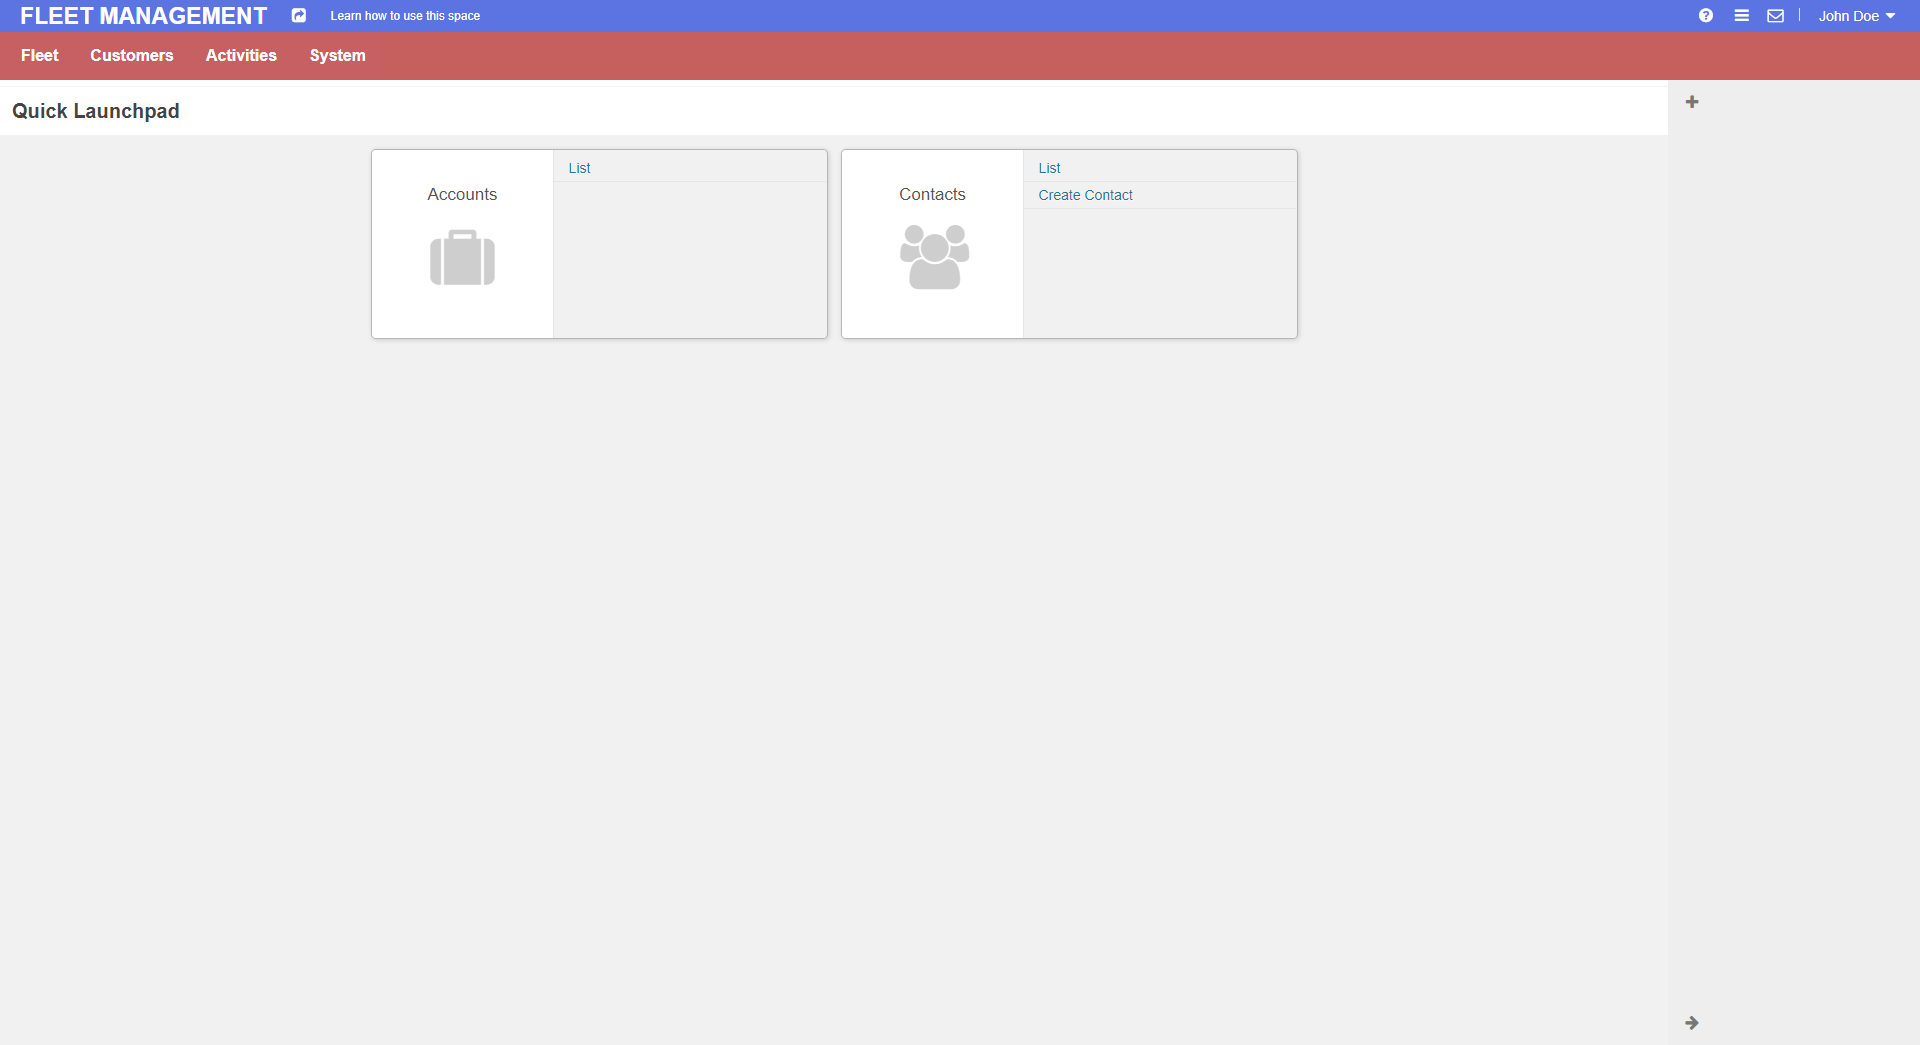 FLEET MANAGEMENT
Learn how to use this space
John Doe
Fleet
Customers
Activities
System
Quick Launchpad
Accounts
List
Contacts
List
Create Contact